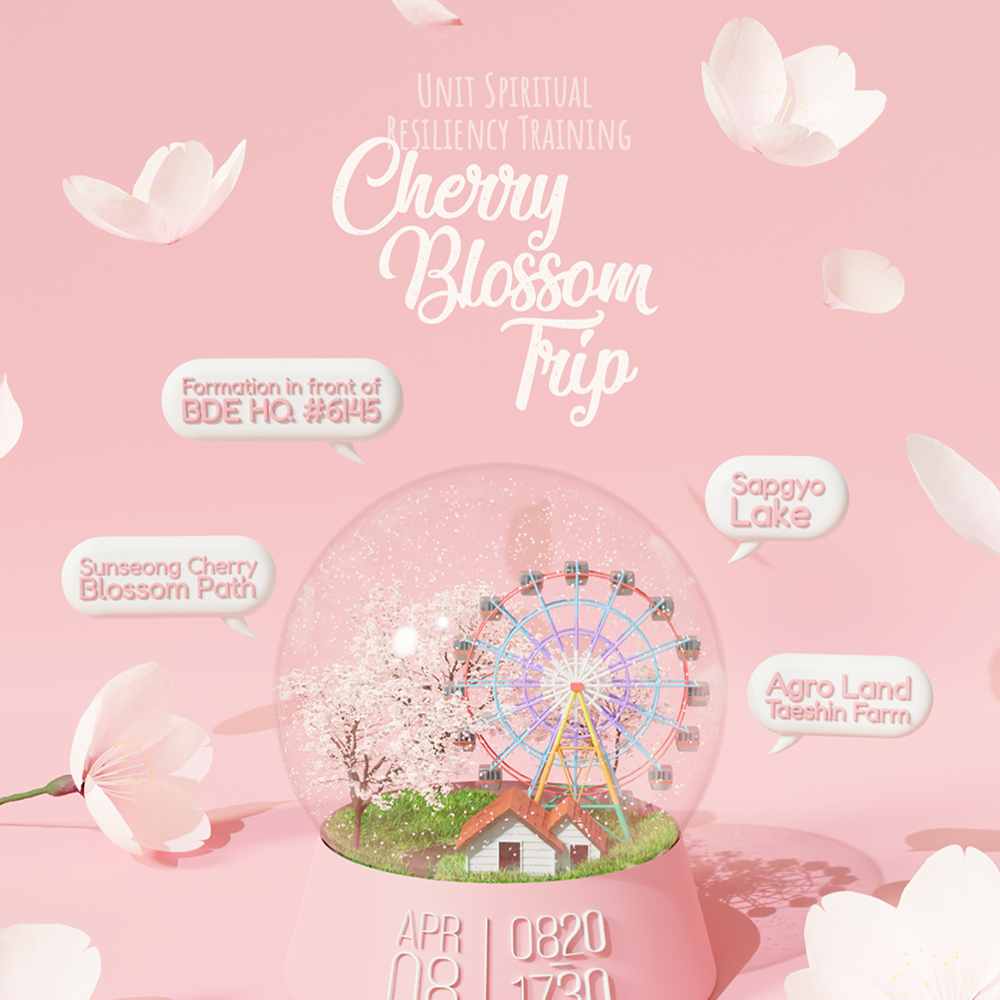 Unit Spiritual
Resiliency Training
Cherry
Blossom
Trip
Formation in front of
BDE HQ #6145
Sapgyo
Lake
Sunseong Cherry
Blossom Path
Agro Land
Taeshin Farm
APR | 0820
08 | 1730